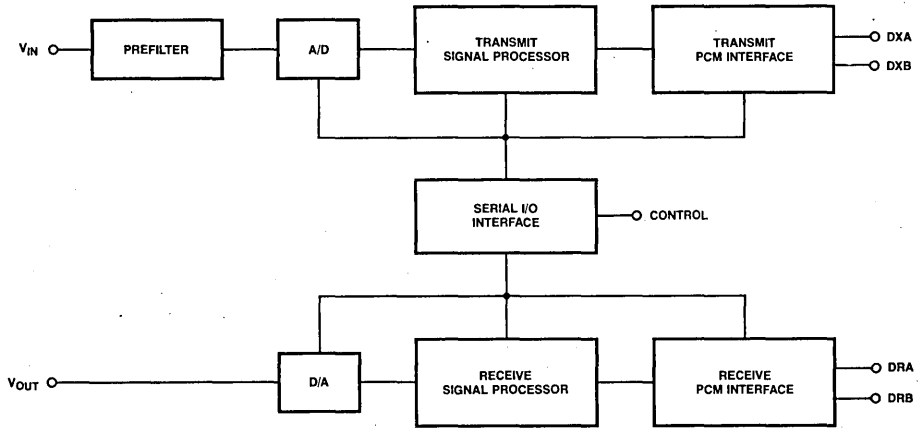 V_IN
PREFILTER
A/D
TRANSMIT
SIGNAL PROCESSOR
TRANSMIT
PCM INTERFACE
DXA
DXB
SERIAL I/O
INTERFACE
CONTROL
V_OUT
D/A
RECEIVE
SIGNAL PROCESSOR
RECEIVE
PCM INTERFACE
DRA
DRB